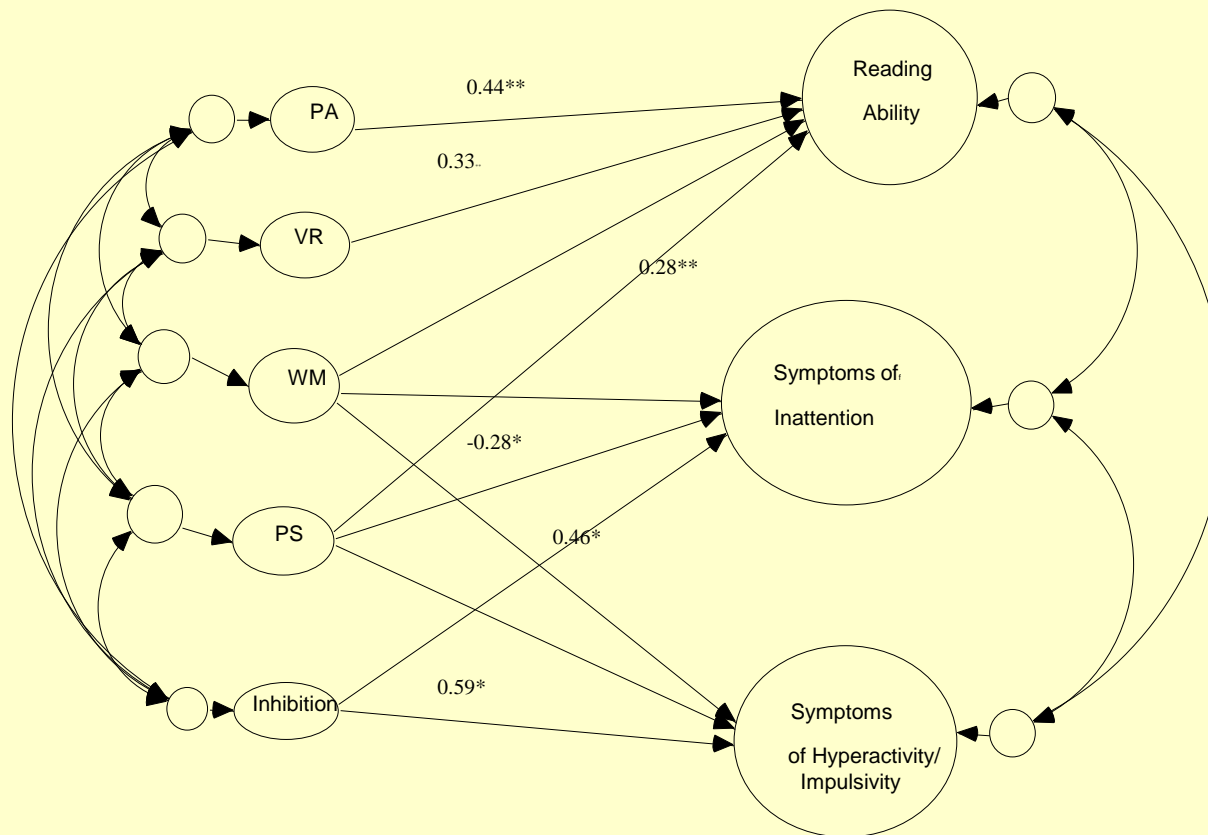 Reading
Ability
0.44**
PA
0.33**
VR
0.28**
Symptoms of
Inattention
WM
-0.28*
PS
0.46*
Inhibition
0.59*
Symptoms
of Hyperactivity/
Impulsivity